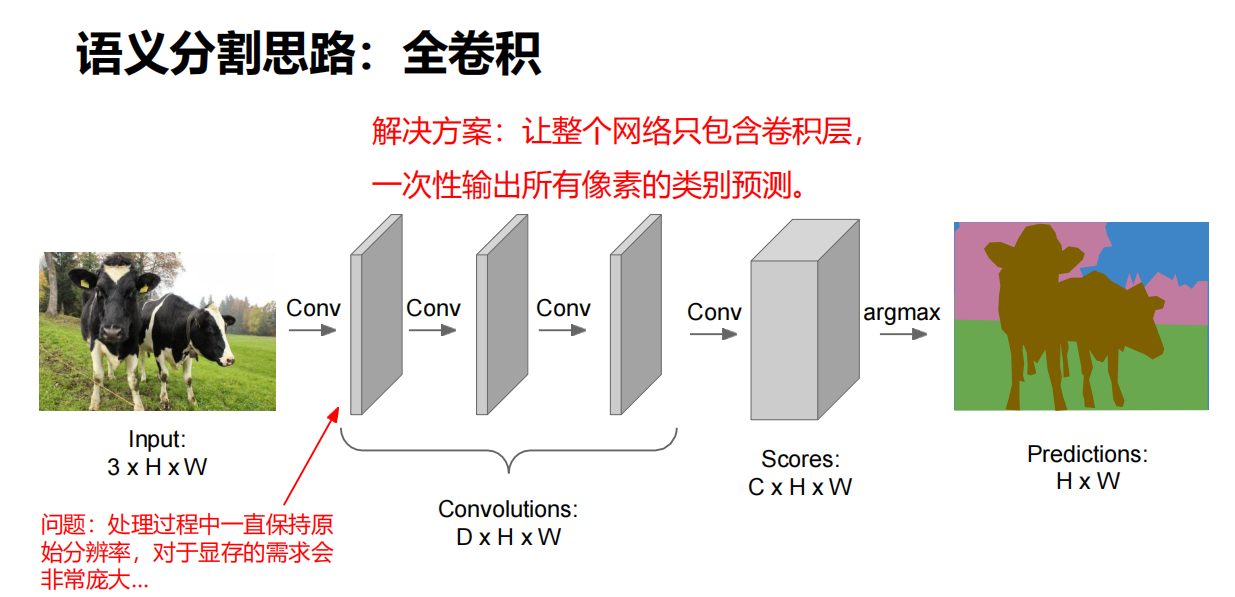 语义分割思路：全卷积
解决方案：让整个网络只包含卷积层，
一次性输出所有像素的类别预测。
Conv
Conv
Conv
Conv
argmax
Input:
3 x H x W
Convolutions:
D x H x W
Scores:
C x H x W
Predictions:
H x W
问题：处理过程中一直保持原
始分辨率，对于显存的需求会
非常庞大...